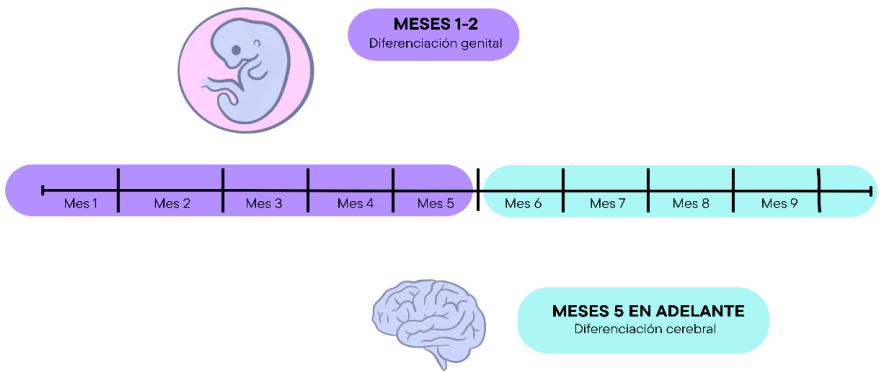 MESES 1-2
Diferenciación genital
Mes 1 Mes 2 Mes 3 Mes 4 Mes 5 Mes 6 Mes 7 Mes 8 Mes 9
MESES 5 EN ADELANTE
Diferenciación cerebral